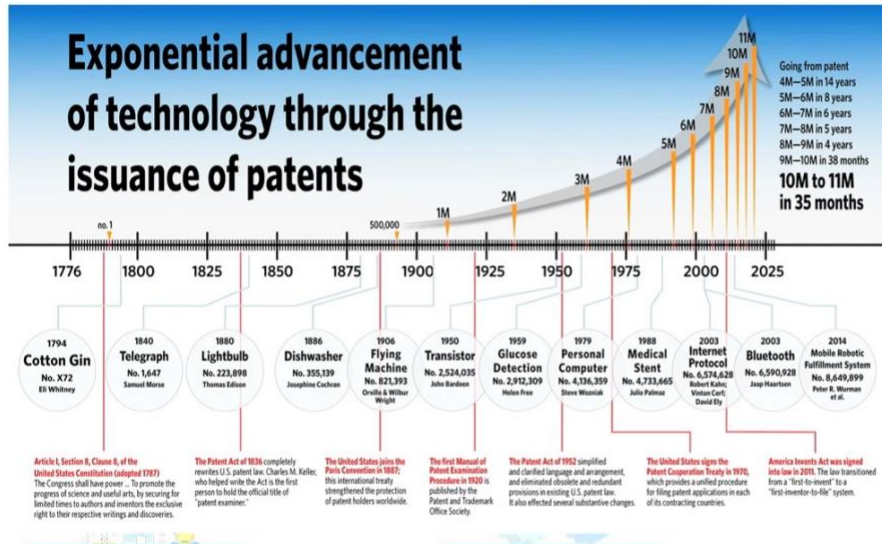 Exponential advancement
of technology through the
issuance of patents
no. 1
500,000
1M
2M
3M
4M
5M
6M
7M
8M
9M
10M
11M
Going from patent
4M—5M in 14 years
5M—6M in 8 years
6M—7M in 6 years
7M—8M in 5 years
8M—9M in 4 years
9M—10M in 38 months
10M to 11M
in 35 months
1776 1800 1825 1850 1875 1900 1925 1950 1975 2000 2025
1794
Cotton Gin
No. X72
Eli Whitney
1840
Telegraph
No. 1,647
Samuel Morse
1880
Lightbulb
No. 223,898
Thomas Edison
1886
Dishwasher
No. 355,139
Josephine Cochran
1906
Flying
Machine
No. 821,393
Orville & Wilbur
Wright
1950
Transistor
No. 2,524,035
John Bardeen
1959
Glucose
Detection
No. 2,912,309
Helen Free
1979
Personal
Computer
No. 4,136,359
Steve Wozniak
1988
Medical
Stent
No. 4,733,665
Julio Palmaz
2003
Internet
Protocol
No. 6,574,628
Robert Kahn;
Vinton Cerf;
David Ely
2003
Bluetooth
No. 6,590,928
Jaap Haartsen
2014
Mobile Robotic
Fulfillment System
No. 8,649,899
Peter R. Wurman
et al.
Article I, Section 8, Clause 8, of the
United States Constitution (adopted 1787)
The Congress shall have power ... To promote the
progress of science and useful arts, by securing for
limited times to authors and inventors the exclusive
right to their respective writings and discoveries.
The Patent Act of 1836 completely
rewrites U.S. patent law. Charles M. Keller,
who helped write the Act is the first
person to hold the official title of
"patent examiner."
The United States joins the
Paris Convention in 1887;
this international treaty
strengthened the protection
of patent holders worldwide.
The first Manual of
Patent Examination
Procedure in 1920 is
published by the
Patent and Trademark
Office Society.
The Patent Act of 1952 simplified
and clarified language and arrangement,
and eliminated obsolete and redundant
provisions in existing U.S. patent law.
It also effected several substantive changes.
The United States signs the
Patent Cooperation Treaty in 1970,
which provides a unified procedure
for filing patent applications in each
of its contracting countries.
America Invents Act was signed
into law in 2011. The law transitioned
from a "first-to-invent" to a
"first-inventor-to-file" system.